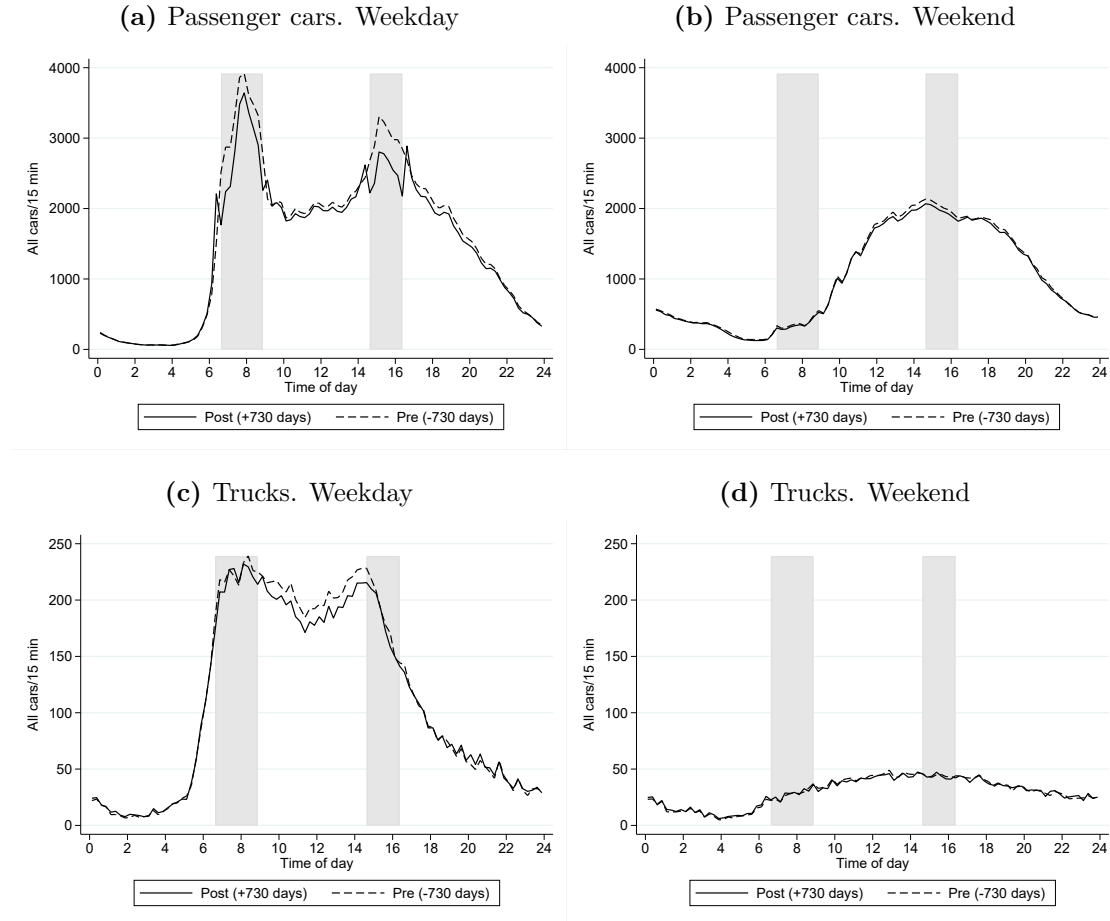 (a) Passenger cars. Weekday
4000
3000
2000
1000
0
All cars/15 min
0 2 4 6 8 10 12 14 16 18 20 22 24
Time of day
Post (+730 days) Pre (-730 days)
(b) Passenger cars. Weekend
4000
3000
2000
1000
0
All cars/15 min
0 2 4 6 8 10 12 14 16 18 20 22 24
Time of day
Post (+730 days) Pre (-730 days)
(c) Trucks. Weekday
250
200
150
100
50
0
All cars/15 min
0 2 4 6 8 10 12 14 16 18 20 22 24
Time of day
Post (+730 days) Pre (-730 days)
(d) Trucks. Weekend
250
200
150
100
50
0
All cars/15 min
0 2 4 6 8 10 12 14 16 18 20 22 24
Time of day
Post (+730 days) Pre (-730 days)